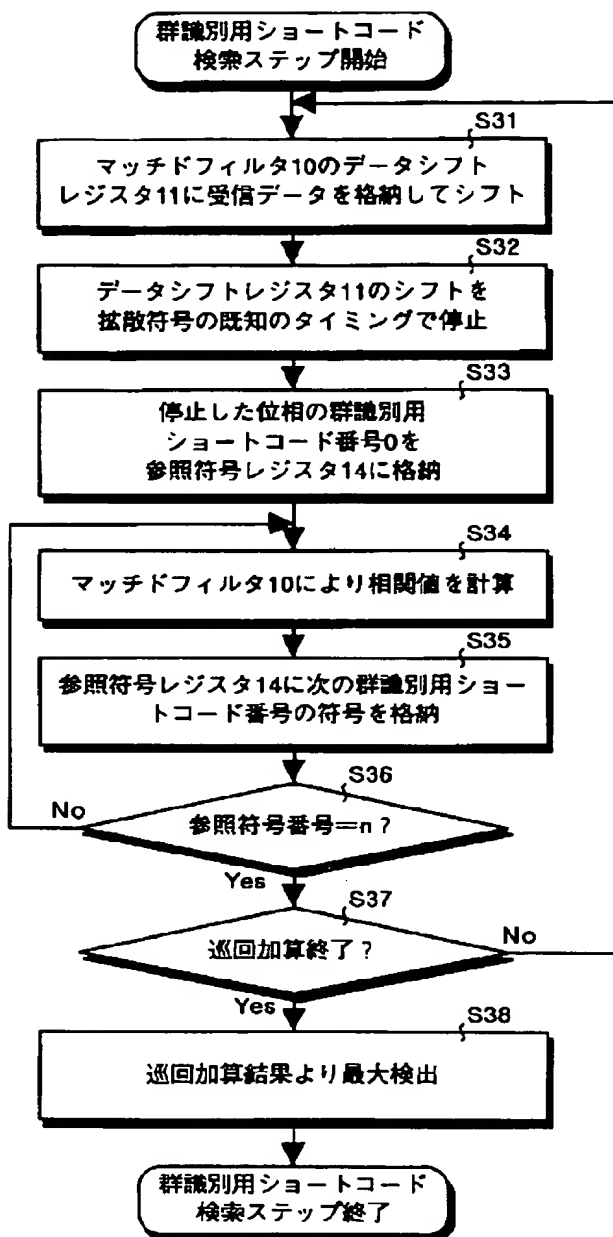 群識別用ショートコード
検索ステップ開始
S31
マッチドフィルタ10のデータシフト
レジスタ11に受信データを格納してシフト
S32
データシフトレジスタ11のシフトを
拡散符号の既知のタイミングで停止
S33
停止した位相の群識別用
ショートコード番号0を
参照符号レジスタ14に格納
S34
マッチドフィルタ10により相関値を計算
S35
参照符号レジスタ14に次の群識別用ショー
トコード番号の符号を格納
S36
参照符号番号=n?
No
Yes
S37
巡回加算終了?
No
Yes
S38
巡回加算結果より最大検出
群識別用ショートコード
検索ステップ終了